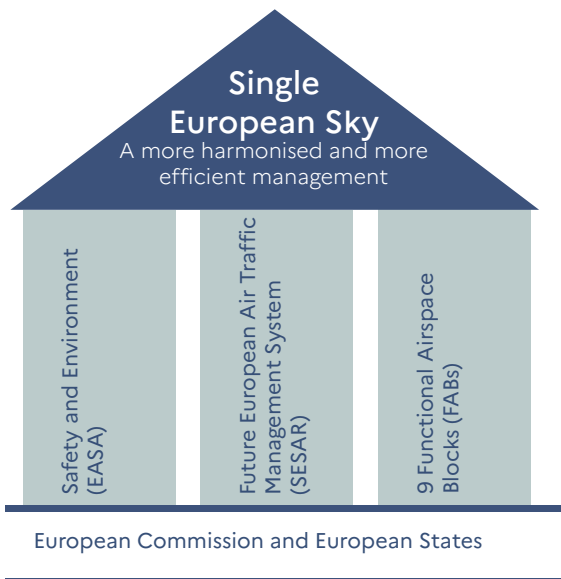 Single
European Sky
A more harmonised and more
efficient management
Safety and Environment
(EASA)
Future European Air Traffic
Management System
(SESAR)
9 Functional Airspace
Blocks (FABs)
European Commission and European States